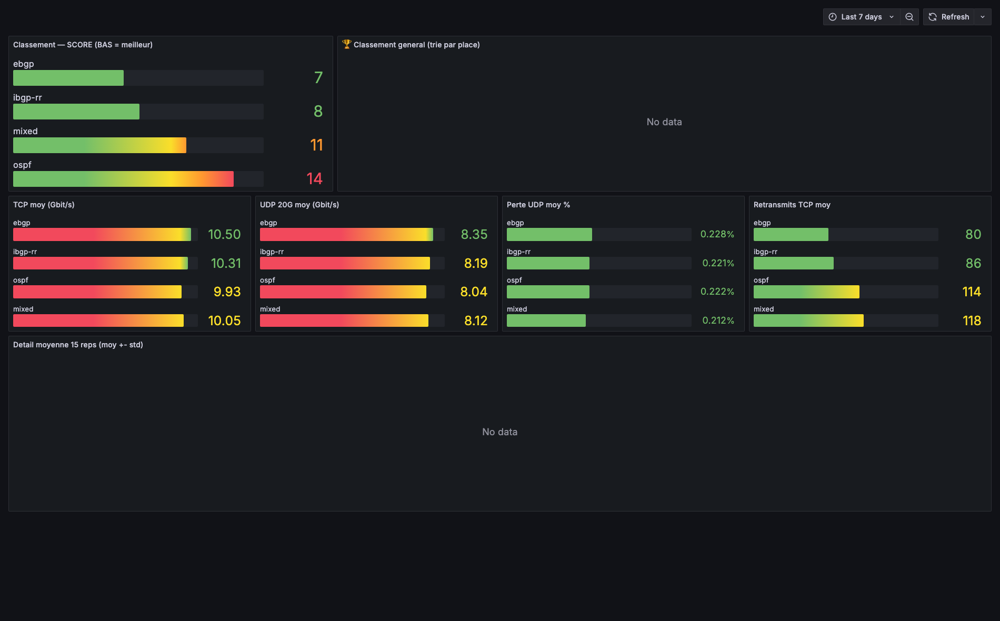 Last 7 days
Refresh
Classement — SCORE (BAS = meilleur)
ebgp
7
ibgp-rr
8
mixed
11
ospf
14
🏆 Classement general (trie par place)
No data
TCP moy (Gbit/s)
ebgp
10.50
ibgp-rr
10.31
ospf
9.93
mixed
10.05
UDP 20G moy (Gbit/s)
ebgp
8.35
ibgp-rr
8.19
ospf
8.04
mixed
8.12
Perte UDP moy %
ebgp
0.228%
ibgp-rr
0.221%
ospf
0.222%
mixed
0.212%
Retransmits TCP moy
ebgp
80
ibgp-rr
86
ospf
114
mixed
118
Detail moyenne 15 reps (moy +- std)
No data